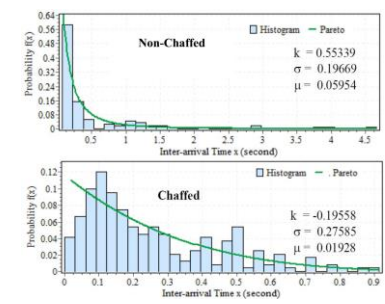 0.64
0.56
0.48
0.4
0.32
0.24
0.16
0.08
0
Probability f(x)
Non-Chaffed
Histogram Pareto
k = 0.55339
σ = 0.19669
μ = 0.05954
0.5 1 1.5 2 2.5 3 3.5 4 4.5
Inter-arrival Time x (second)
0.12
0.1
0.08
0.06
0.04
0.02
0
Probability f(x)
Chaffed
Histogram Pareto
k = -0.19558
σ = 0.27585
μ = 0.01928
0 0.1 0.2 0.3 0.4 0.5 0.6 0.7 0.8 0.9
Inter-arrival Time x (second)